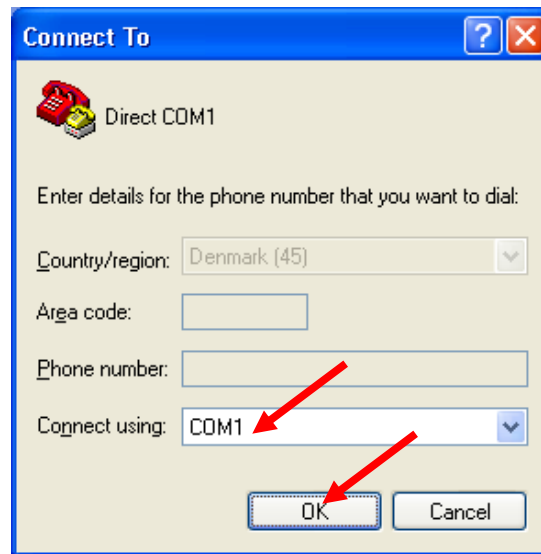 Connect To
?
Direct COM1
Enter details for the phone number that you want to dial:
Country/region: Denmark (45)
Area code:
Phone number:
Connect using: COM1
OK Cancel